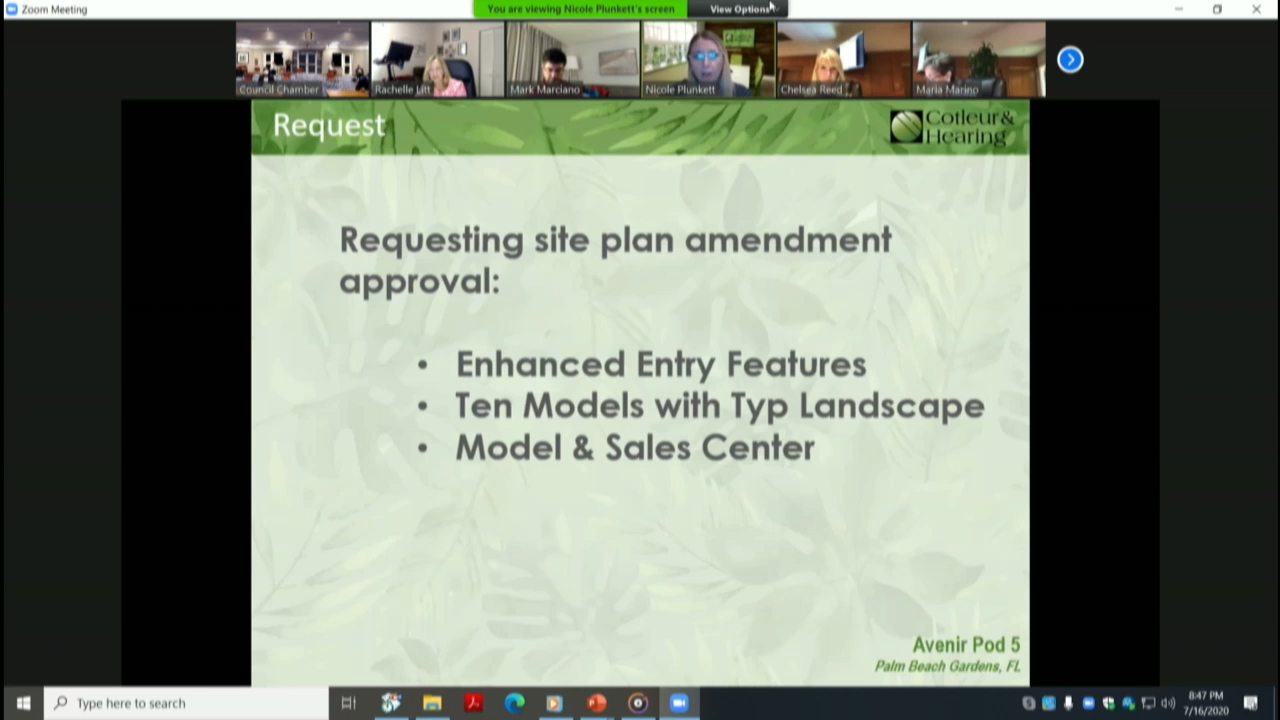 Zoom Meeting
You are viewing Nicole Plunkett's screen
View Options
Council Chamber
Rachelle Litt
Mark Marciano
Nicole Plunkett
Chelsea Reed
Maria Marino
Request
Cotleur &
Hearing
Requesting site plan amendment
approval:
• Enhanced Entry Features
• Ten Models with Typ Landscape
• Model & Sales Center
Avenir Pod 5
Palm Beach Gardens, FL
Type here to search
8:47 PM
7/16/2020